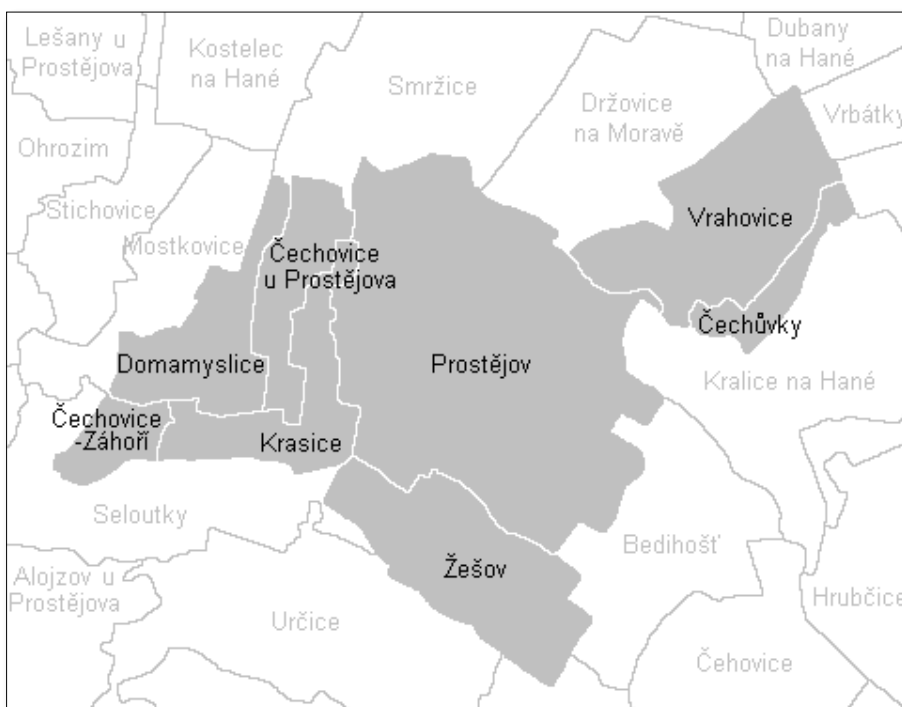 Lešany u
Prostějova
Kostelec
na Hané
Smržice
Dubany
na Hané
Držovice
na Moravě
Vrbátky
Ohrozim
Stichovice
Mostkovice
Čechovice
u Prostějova
Vrahovice
Čechůvky
Domamyslice
Prostějov
Kralice na Hané
Čechovice
-Záhoří
Krasice
Seloutky
Žešov
Bedihošť
Alojzov u
Prostějova
Určice
Hrubčice
Čehovice